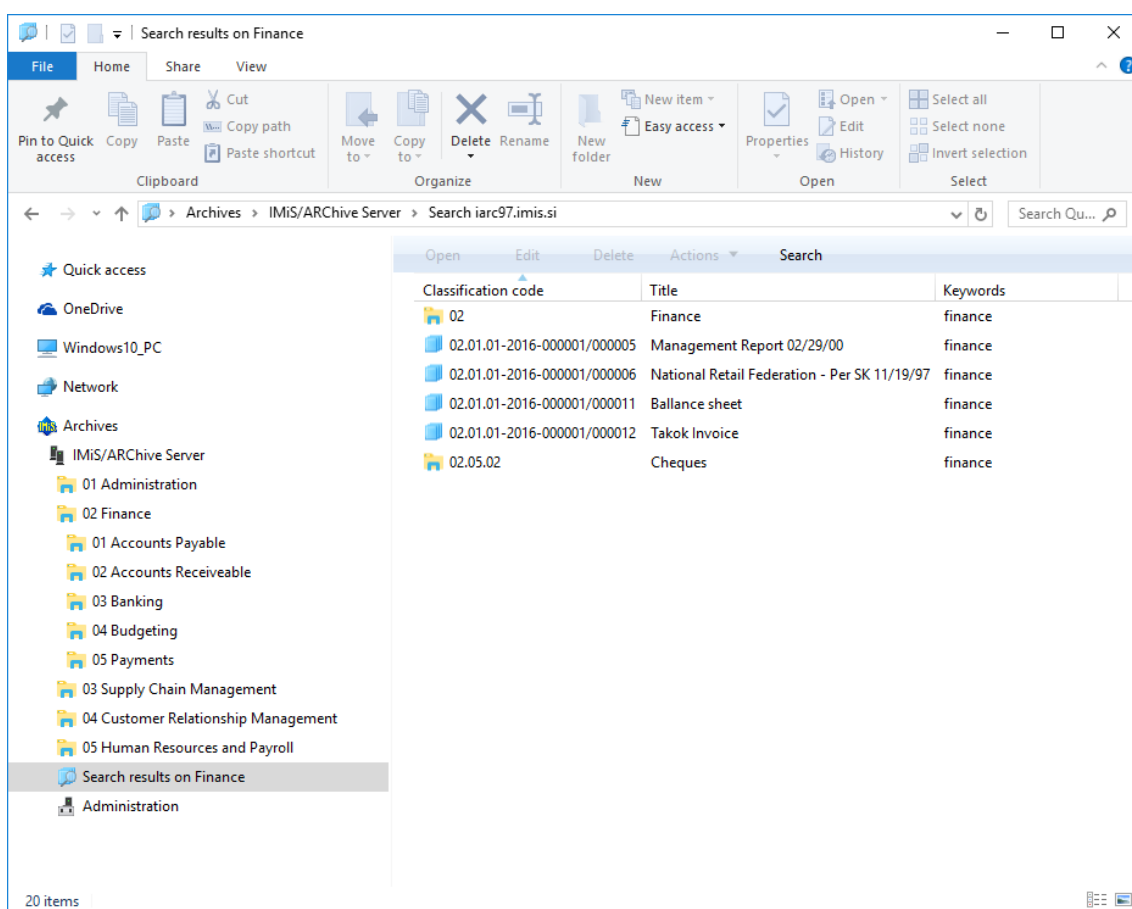 Search results on Finance
File Home Share View
Pin to Quick access
Copy
Paste
Cut
Copy path
Paste shortcut
Clipboard
Move to
Copy to
Delete
Rename
Organize
New folder
New item
Easy access
New
Properties
Open
Edit
History
Open
Select all
Select none
Invert selection
Select
Archives > IMiS/ARChive Server > Search iarc97.imis.si
Search Qu...
Quick access
OneDrive
Windows10_PC
Network
Archives
IMiS/ARChive Server
01 Administration
02 Finance
01 Accounts Payable
02 Accounts Receiveable
03 Banking
04 Budgeting
05 Payments
03 Supply Chain Management
04 Customer Relationship Management
05 Human Resources and Payroll
Search results on Finance
Administration
Open Edit Delete Actions Search
Classification code Title Keywords
02 Finance finance
02.01.01-2016-000001/000005 Management Report 02/29/00 finance
02.01.01-2016-000001/000006 National Retail Federation - Per SK 11/19/97 finance
02.01.01-2016-000001/000011 Ballance sheet finance
02.01.01-2016-000001/000012 Takok Invoice finance
02.05.02 Cheques finance
20 items